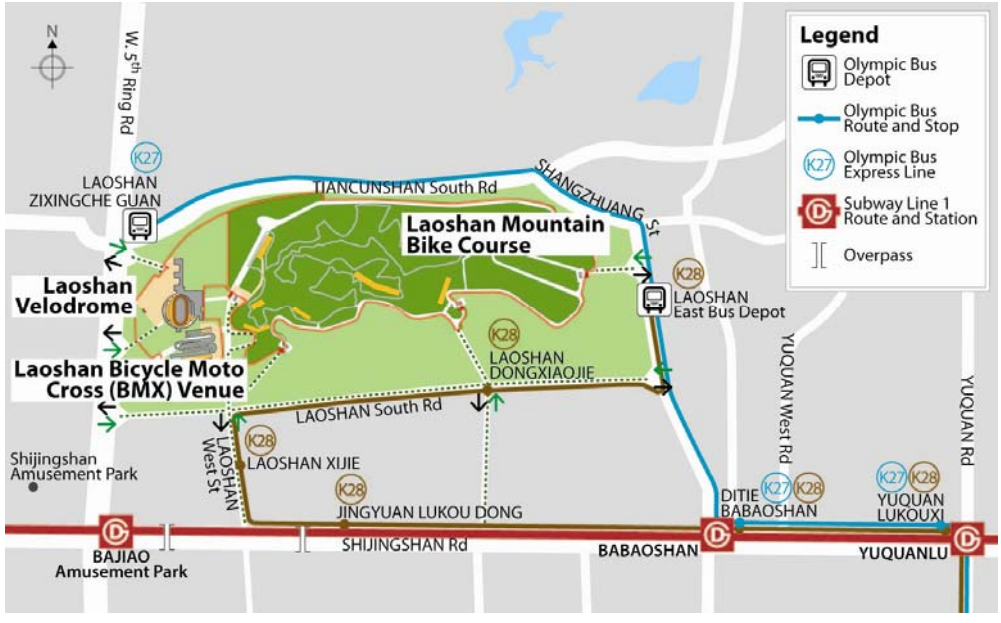 N
W. 5th Ring Rd
K27
LAOSHAN
ZIXINGCHE GUAN
TIANCUNSHAN South Rd
SHANGZHUANG St
Laoshan Mountain
Bike Course
Laoshan
Velodrome
K28
LAOSHAN
East Bus Depot
Laoshan Bicycle Moto
Cross (BMX) Venue
K28
LAOSHAN
DONGXIAOJIE
LAOSHAN South Rd
YUQUAN West Rd
YUQUAN Rd
Shijingshan
Amusement Park
LAOSHAN
West St
K28
LAOSHAN XIJIE
K28
JINGYUAN LUKOU DONG
DITIE
BABAOSHAN
K27
K28
K27
K28
YUQUAN
LUKOUXI
BAJIAO
Amusement Park
SHIJINGSHAN Rd
BABAOSHAN
YUQUANLU
Legend
Olympic Bus
Depot
Olympic Bus
Route and Stop
K27
Olympic Bus
Express Line
Subway Line 1
Route and Station
Overpass